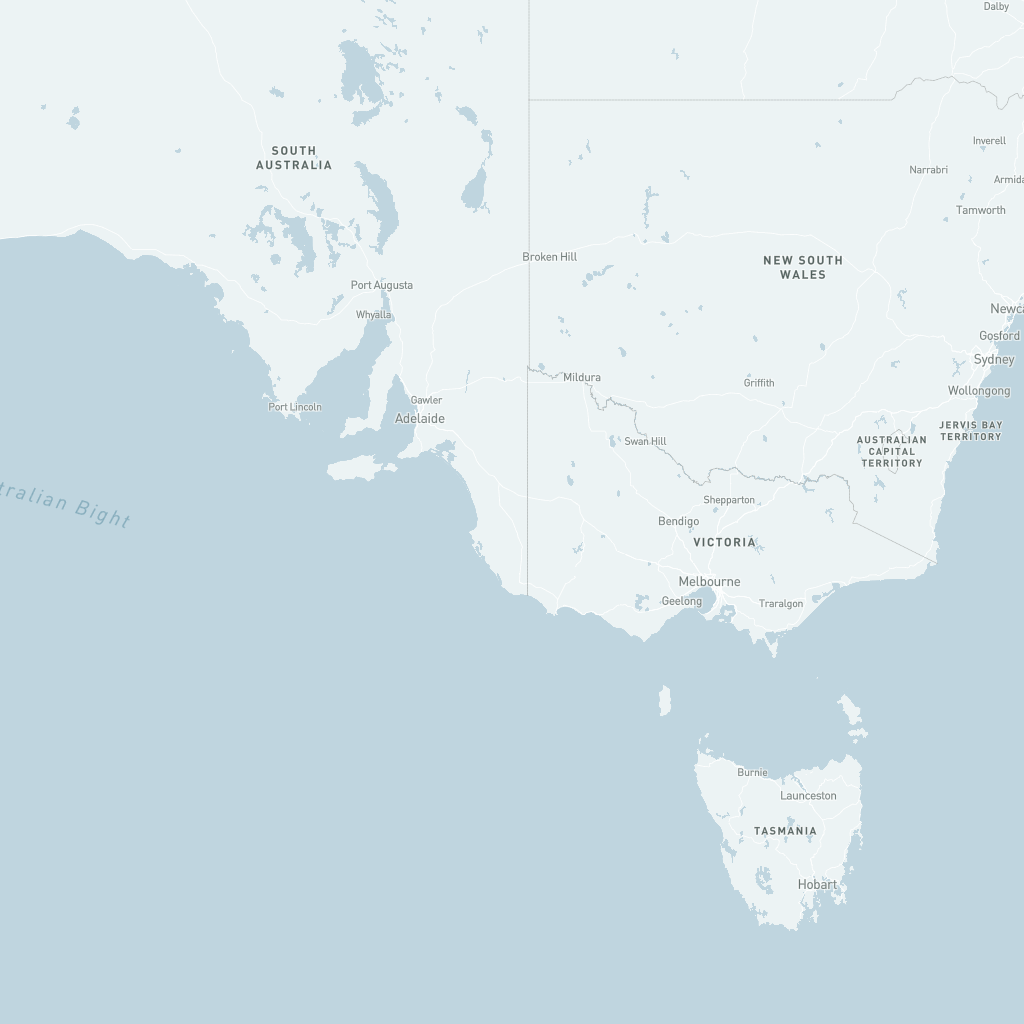 Dalby
Inverell
SOUTH
AUSTRALIA
Narrabri
Armida
Tamworth
Broken Hill
NEW SOUTH
WALES
Port Augusta
Whyalla
Newca
Gosford
Sydney
Mildura
Griffith
Wollongong
Gawler
Port Lincoln
Adelaide
JERVIS BAY
TERRITORY
Swan Hill
AUSTRALIAN
CAPITAL
TERRITORY
tralian Bight
Shepparton
Bendigo
VICTORIA
Melbourne
Geelong
Traralgon
Burnie
Launceston
TASMANIA
Hobart